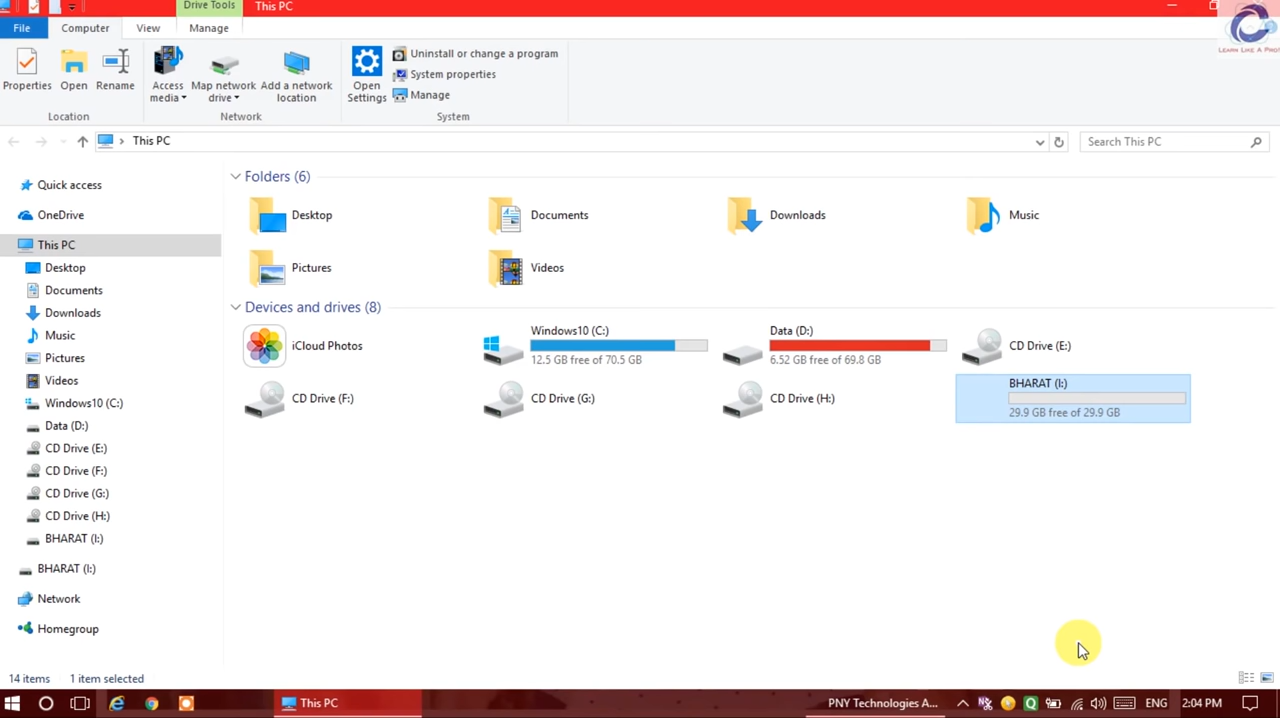 Drive Tools
This PC
File
Computer
View
Manage
LEARN LIKE A PRO
Properties
Open
Rename
Access media
Map network drive
Add a network location
Open Settings
Uninstall or change a program
System properties
Manage
Location
Network
System
This PC
Search This PC
Quick access
OneDrive
This PC
Desktop
Documents
Downloads
Music
Pictures
Videos
Windows10 (C:)
Data (D:)
CD Drive (E:)
CD Drive (F:)
CD Drive (G:)
CD Drive (H:)
BHARAT (I:)
BHARAT (I:)
Network
Homegroup
Folders (6)
Desktop
Documents
Downloads
Music
Pictures
Videos
Devices and drives (8)
iCloud Photos
Windows10 (C:)
12.5 GB free of 70.5 GB
Data (D:)
6.52 GB free of 69.8 GB
CD Drive (E:)
CD Drive (F:)
CD Drive (G:)
CD Drive (H:)
BHARAT (I:)
29.9 GB free of 29.9 GB
14 items
1 item selected
This PC
PNY Technologies A...
ENG
2:04 PM